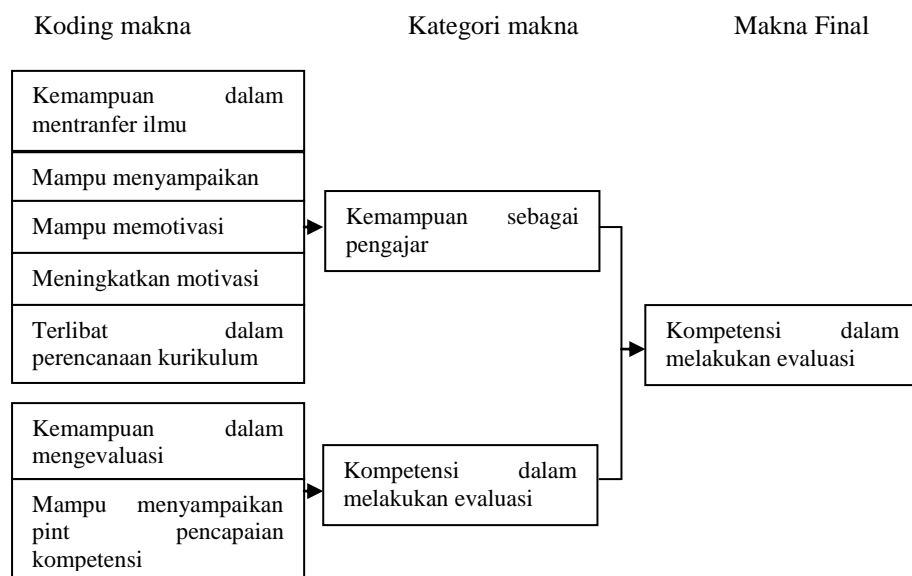 Koding makna
Kategori makna
Makna Final
Kemampuan dalam
mentranfer ilmu
Mampu menyampaikan
Mampu memotivasi
Meningkatkan motivasi
Terlibat dalam
perencanaan kurikulum
Kemampuan dalam
mengevaluasi
Mampu menyampaikan
pint pencapaian
kompetensi
Kemampuan sebagai
pengajar
Kompetensi dalam
melakukan evaluasi
Kompetensi dalam
melakukan evaluasi